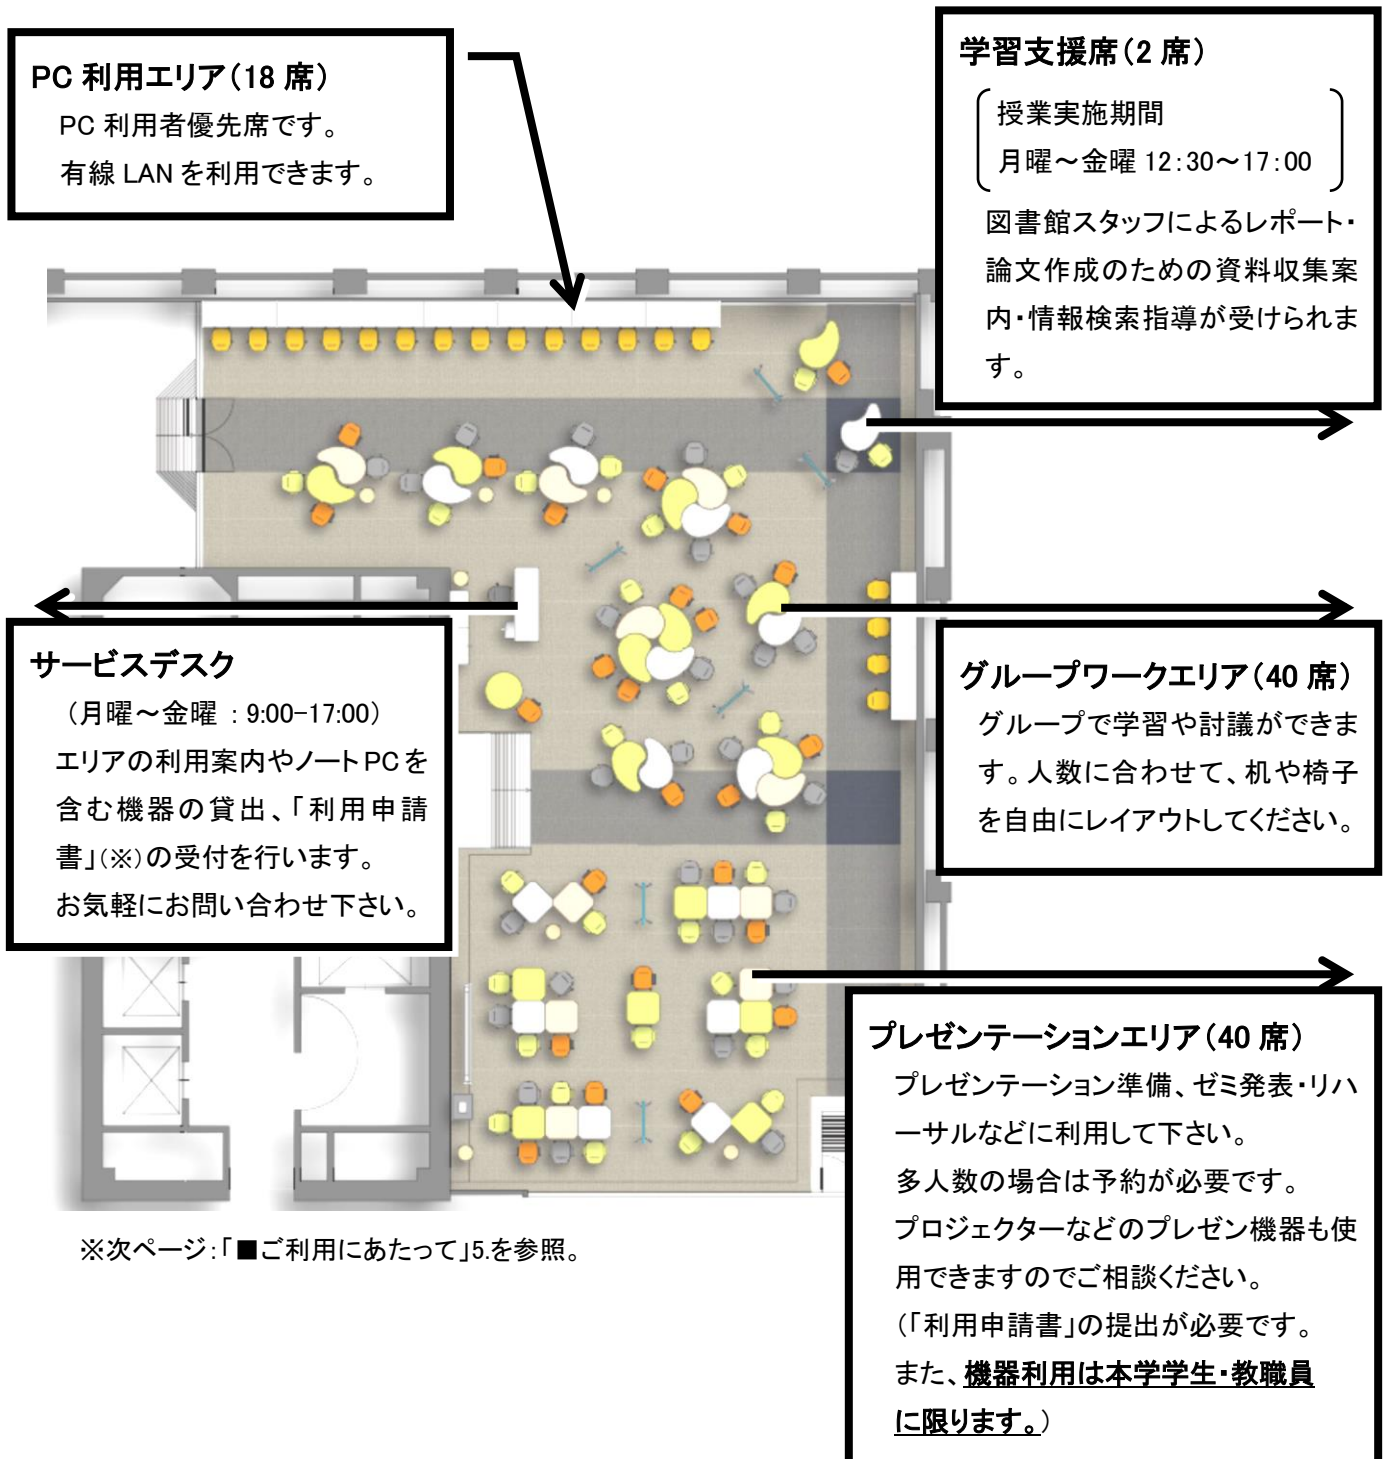 PC 利用エリア(18 席)
PC 利用者優先席です。
有線 LAN を利用できます。
学習支援席(2 席)
授業実施期間
月曜~金曜 12:30~17:00
図書館スタッフによるレポート・
論文作成のための資料収集案
内・情報検索指導が受けられま
す。
サービスデスク
(月曜~金曜 : 9:00-17:00)
エリアの利用案内やノート PC を
含む機器の貸出、「利用申請
書」(※)の受付を行います。
お気軽にお問い合わせ下さい。
グループワークエリア(40 席)
グループで学習や討議ができま
す。人数に合わせて、机や椅子
を自由にレイアウトしてください。
プレゼンテーションエリア(40 席)
プレゼンテーション準備、ゼミ発表・リハ
ーサルなどに利用して下さい。
多人数の場合は予約が必要です。
プロジェクターなどのプレゼン機器も使
用できますのでご相談ください。
(「利用申請書」の提出が必要です。
また、機器利用は本学学生・教職員
に限ります。)
※次ページ:「■ご利用にあたって」5.を参照。